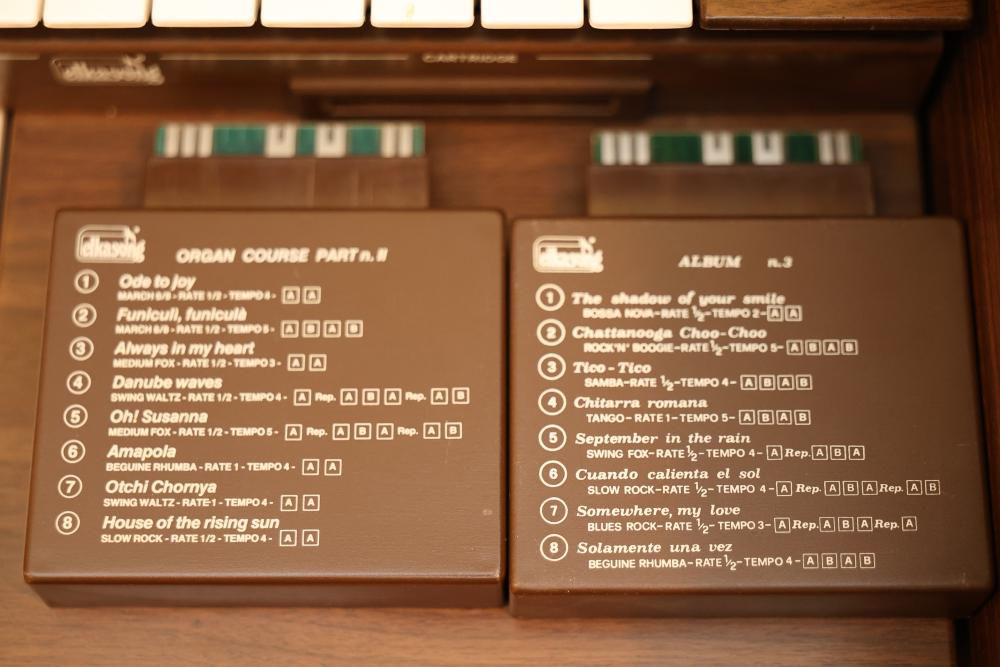 elkasong
CARTRIDGE
elkasong
ORGAN COURSE PART n. II
1 Ode to joy
MARCH 6/8 - RATE 1/2 - TEMPO 4 - A A
2 Funiculì, funiculà
MARCH 6/8 - RATE 1/2 - TEMPO 5 - A B A B
3 Always in my heart
MEDIUM FOX - RATE 1/2 - TEMPO 3 - A A
4 Danube waves
SWING WALTZ - RATE 1/2 - TEMPO 4 - A Rep. A B A Rep. A B
5 Oh! Susanna
MEDIUM FOX - RATE 1/2 - TEMPO 5 - A Rep. A B A Rep. A B
6 Amapola
BEGUINE RHUMBA - RATE 1 - TEMPO 4 - A A
7 Otchi Chornya
SWING WALTZ - RATE 1 - TEMPO 4 - A A
8 House of the rising sun
SLOW ROCK - RATE 1/2 - TEMPO 4 - A A
elkasong
ALBUM n.3
1 The shadow of your smile
BOSSA NOVA - RATE 1/2 - TEMPO 2 - A A
2 Chattanooga Choo-Choo
ROCK'N' BOOGIE - RATE 1/2 - TEMPO 5 - A B A B
3 Tico - Tico
SAMBA - RATE 1/2 - TEMPO 4 - A B A B
4 Chitarra romana
TANGO - RATE 1 - TEMPO 5 - A B A B
5 September in the rain
SWING FOX - RATE 1/2 - TEMPO 4 - A Rep. A B A
6 Cuando calienta el sol
SLOW ROCK - RATE 1/2 - TEMPO 4 - A Rep. A B A Rep. A B
7 Somewhere, my love
BLUES ROCK - RATE 1/2 - TEMPO 3 - A Rep. A B A Rep. A
8 Solamente una vez
BEGUINE RHUMBA - RATE 1/2 - TEMPO 4 - A B A B